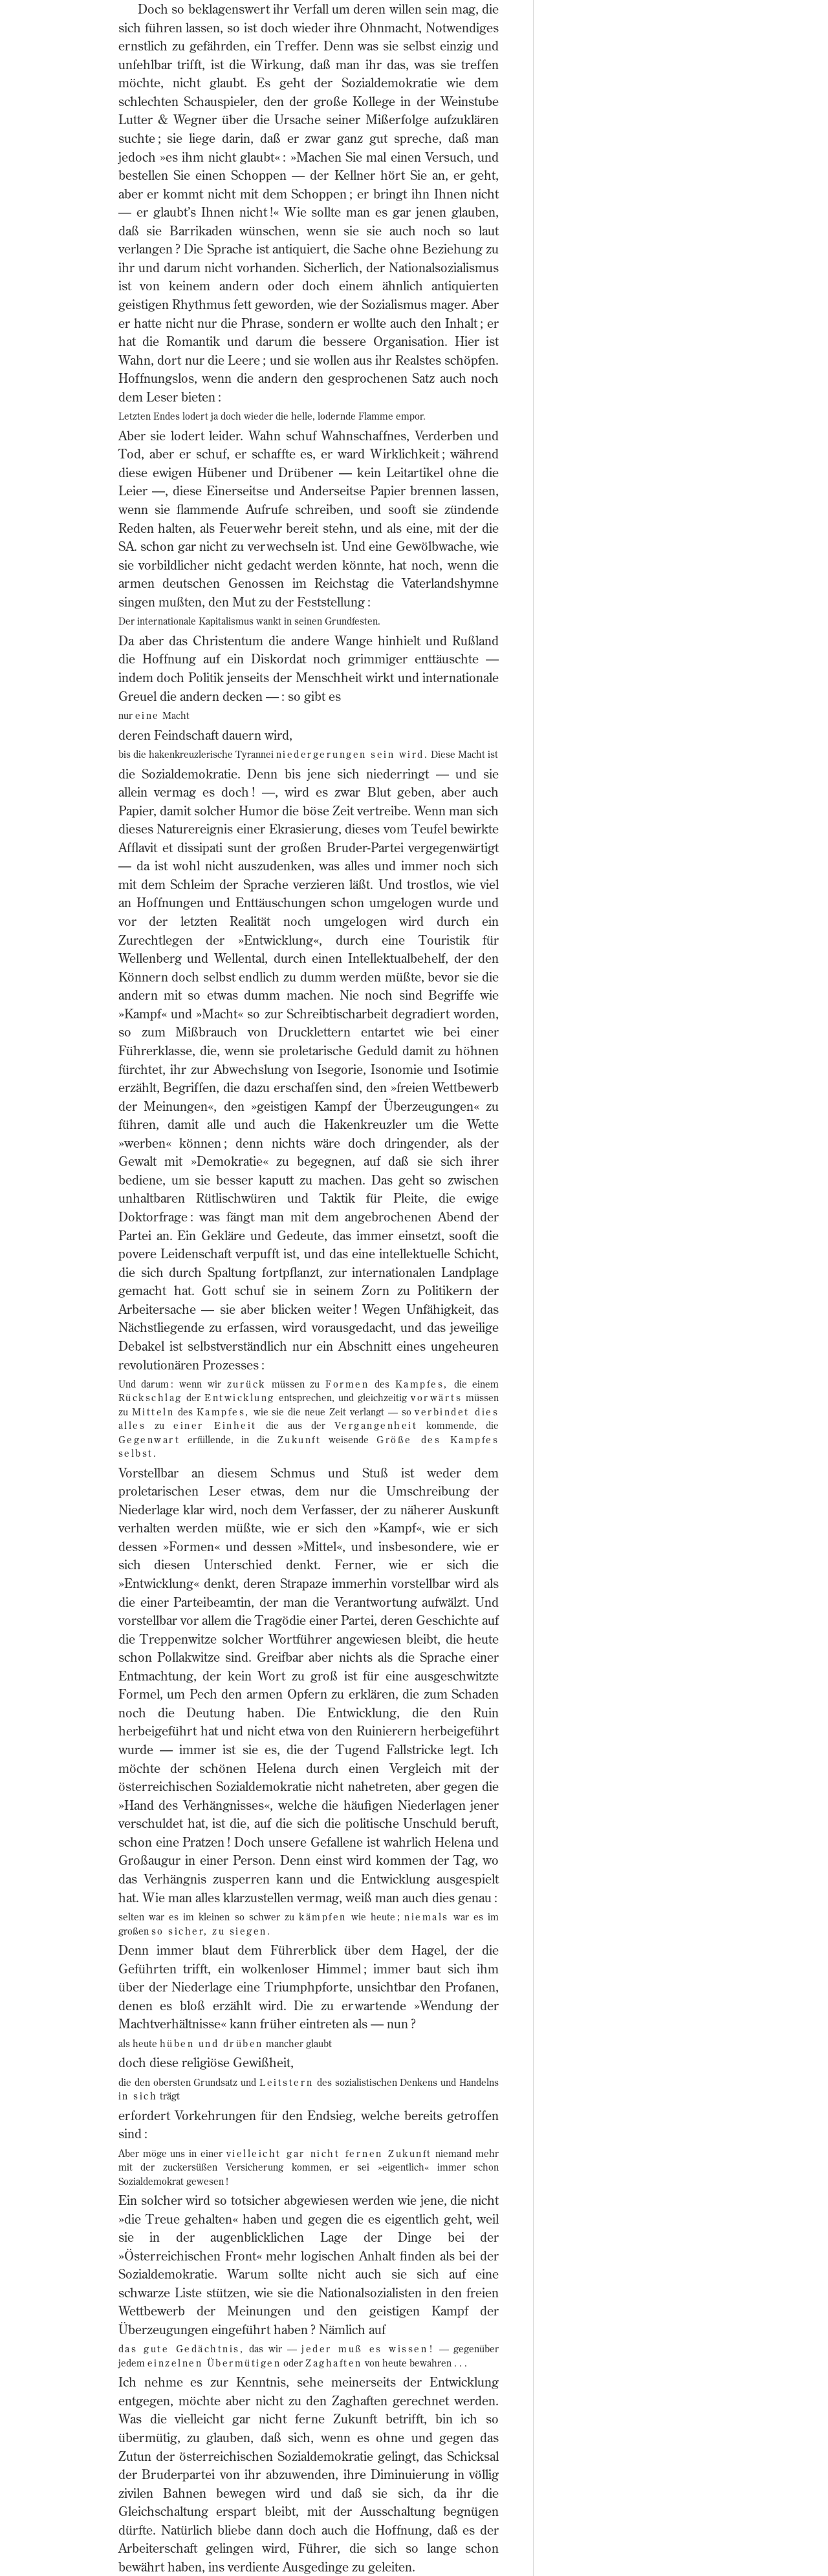 Doch so beklagenswert ihr Verfall um deren willen sein mag, die
sich führen lassen, so ist doch wieder ihre Ohnmacht, Notwendiges
ernstlich zu gefährden, ein Treffer. Denn was sie selbst einzig und
unfehlbar trifft, ist die Wirkung, daß man ihr das, was sie treffen
möchte, nicht glaubt. Es geht der Sozialdemokratie wie dem
schlechten Schauspieler, den der große Kollege in der Weinstube
Lutter & Wegner über die Ursache seiner Mißerfolge aufzuklären
suchte; sie liege darin, daß er zwar ganz gut spreche, daß man
jedoch »es ihm nicht glaubt«: »Machen Sie mal einen Versuch, und
bestellen Sie einen Schoppen — der Kellner hört Sie an, er geht,
aber er kommt nicht mit dem Schoppen; er bringt ihn Ihnen nicht
— er glaubt's Ihnen nicht!« Wie sollte man es gar jenen glauben,
daß sie Barrikaden wünschen, wenn sie sie auch noch so laut
verlangen? Die Sprache ist antiquiert, die Sache ohne Beziehung zu
ihr und darum nicht vorhanden. Sicherlich, der Nationalsozialismus
ist von keinem andern oder doch einem ähnlich antiquierten
geistigen Rhythmus fett geworden, wie der Sozialismus mager. Aber
er hatte nicht nur die Phrase, sondern er wollte auch den Inhalt; er
hat die Romantik und darum die bessere Organisation. Hier ist
Wahn, dort nur die Leere; und sie wollen aus ihr Realstes schöpfen.
Hoffnungslos, wenn die andern den gesprochenen Satz auch noch
dem Leser bieten:
Letzten Endes lodert ja doch wieder die helle, lodernde Flamme empor.
Aber sie lodert leider. Wahn schuf Wahnschaffnes, Verderben und
Tod, aber er schuf, er schaffte es, er ward Wirklichkeit; während
diese ewigen Hübener und Drübener — kein Leitartikel ohne die
Leier —, diese Einerseitse und Anderseitse Papier brennen lassen,
wenn sie flammende Aufrufe schreiben, und sooft sie zündende
Reden halten, als Feuerwehr bereit stehn, und als eine, mit der die
SA. schon gar nicht zu verwechseln ist. Und eine Gewölbwache, wie
sie vorbildlicher nicht gedacht werden könnte, hat noch, wenn die
armen deutschen Genossen im Reichstag die Vaterlandshymne
singen mußten, den Mut zu der Feststellung:
Der internationale Kapitalismus wankt in seinen Grundfesten.
Da aber das Christentum die andere Wange hinhielt und Rußland
die Hoffnung auf ein Diskordat noch grimmiger enttäuschte —
indem doch Politik jenseits der Menschheit wirkt und internationale
Greuel die andern decken —: so gibt es
nur eine Macht
deren Feindschaft dauern wird,
bis die hakenkreuzlerische Tyrannei niedergerungen sein wird. Diese Macht ist
die Sozialdemokratie. Denn bis jene sich niederringt — und sie
allein vermag es doch! —, wird es zwar Blut geben, aber auch
Papier, damit solcher Humor die böse Zeit vertreibe. Wenn man sich
dieses Naturereignis einer Ekrasierung, dieses vom Teufel bewirkte
Afflavit et dissipati sunt der großen Bruder-Partei vergegenwärtigt
— da ist wohl nicht auszudenken, was alles und immer noch sich
mit dem Schleim der Sprache verzieren läßt. Und trostlos, wie viel
an Hoffnungen und Enttäuschungen schon umgelogen wurde und
vor der letzten Realität noch umgelogen wird durch ein
Zurechtlegen der »Entwicklung«, durch eine Touristik für
Wellenberg und Wellental, durch einen Intellektualbehelf, der den
Könnern doch selbst endlich zu dumm werden müßte, bevor sie die
andern mit so etwas dumm machen. Nie noch sind Begriffe wie
»Kampf« und »Macht« so zur Schreibtischarbeit degradiert worden,
so zum Mißbrauch von Drucklettern entartet wie bei einer
Führerklasse, die, wenn sie proletarische Geduld damit zu höhnen
fürchtet, ihr zur Abwechslung von Isegorie, Isonomie und Isotimie
erzählt, Begriffen, die dazu erschaffen sind, den »freien Wettbewerb
der Meinungen«, den »geistigen Kampf der Überzeugungen« zu
führen, damit alle und auch die Hakenkreuzler um die Wette
»werben« können; denn nichts wäre doch dringender, als der
Gewalt mit »Demokratie« zu begegnen, auf daß sie sich ihrer
bediene, um sie besser kaputt zu machen. Das geht so zwischen
unhaltbaren Rütlischwüren und Taktik für Pleite, die ewige
Doktorfrage: was fängt man mit dem angebrochenen Abend der
Partei an. Ein Gekläre und Gedeute, das immer einsetzt, sooft die
povere Leidenschaft verpufft ist, und das eine intellektuelle Schicht,
die sich durch Spaltung fortpflanzt, zur internationalen Landplage
gemacht hat. Gott schuf sie in seinem Zorn zu Politikern der
Arbeitersache — sie aber blicken weiter! Wegen Unfähigkeit, das
Nächstliegende zu erfassen, wird vorausgedacht, und das jeweilige
Debakel ist selbstverständlich nur ein Abschnitt eines ungeheuren
revolutionären Prozesses:
Und darum: wenn wir zurück müssen zu Formen des Kampfes, die einem
Rückschlag der Entwicklung entsprechen, und gleichzeitig vorwärts müssen
zu Mitteln des Kampfes, wie sie die neue Zeit verlangt — so verbindet dies
alles zu einer Einheit die aus der Vergangenheit kommende, die
Gegenwart erfüllende, in die Zukunft weisende Größe des Kampfes
selbst.
Vorstellbar an diesem Schmus und Stuß ist weder dem
proletarischen Leser etwas, dem nur die Umschreibung der
Niederlage klar wird, noch dem Verfasser, der zu näherer Auskunft
verhalten werden müßte, wie er sich den »Kampf«, wie er sich
dessen »Formen« und dessen »Mittel«, und insbesondere, wie er
sich diesen Unterschied denkt. Ferner, wie er sich die
»Entwicklung« denkt, deren Strapaze immerhin vorstellbar wird als
die einer Parteibeamtin, der man die Verantwortung aufwälzt. Und
vorstellbar vor allem die Tragödie einer Partei, deren Geschichte auf
die Treppenwitze solcher Wortführer angewiesen bleibt, die heute
schon Pollakwitze sind. Greifbar aber nichts als die Sprache einer
Entmachtung, der kein Wort zu groß ist für eine ausgeschwitzte
Formel, um Pech den armen Opfern zu erklären, die zum Schaden
noch die Deutung haben. Die Entwicklung, die den Ruin
herbeigeführt hat und nicht etwa von den Ruinierern herbeigeführt
wurde — immer ist sie es, die der Tugend Fallstricke legt. Ich
möchte der schönen Helena durch einen Vergleich mit der
österreichischen Sozialdemokratie nicht nahetreten, aber gegen die
»Hand des Verhängnisses«, welche die häufigen Niederlagen jener
verschuldet hat, ist die, auf die sich die politische Unschuld beruft,
schon eine Pratzen! Doch unsere Gefallene ist wahrlich Helena und
Großaugur in einer Person. Denn einst wird kommen der Tag, wo
das Verhängnis zusperren kann und die Entwicklung ausgespielt
hat. Wie man alles klarzustellen vermag, weiß man auch dies genau:
selten war es im kleinen so schwer zu kämpfen wie heute; niemals war es im
großen so sicher, zu siegen.
Denn immer blaut dem Führerblick über dem Hagel, der die
Geführten trifft, ein wolkenloser Himmel; immer baut sich ihm
über der Niederlage eine Triumphpforte, unsichtbar den Profanen,
denen es bloß erzählt wird. Die zu erwartende »Wendung der
Machtverhältnisse« kann früher eintreten als — nun?
als heute hüben und drüben mancher glaubt
doch diese religiöse Gewißheit,
die den obersten Grundsatz und Leitstern des sozialistischen Denkens und Handelns
in sich trägt
erfordert Vorkehrungen für den Endsieg, welche bereits getroffen
sind:
Aber möge uns in einer vielleicht gar nicht fernen Zukunft niemand mehr
mit der zuckersüßen Versicherung kommen, er sei »eigentlich« immer schon
Sozialdemokrat gewesen!
Ein solcher wird so totsicher abgewiesen werden wie jene, die nicht
»die Treue gehalten« haben und gegen die es eigentlich geht, weil
sie in der augenblicklichen Lage der Dinge bei der
»Österreichischen Front« mehr logischen Anhalt finden als bei der
Sozialdemokratie. Warum sollte nicht auch sie sich auf eine
schwarze Liste stützen, wie sie die Nationalsozialisten in den freien
Wettbewerb der Meinungen und den geistigen Kampf der
Überzeugungen eingeführt haben? Nämlich auf
das gute Gedächtnis, das wir — jeder muß es wissen! — gegenüber
jedem einzelnen Übermütigen oder Zaghaften von heute bewahren . . .
Ich nehme es zur Kenntnis, sehe meinerseits der Entwicklung
entgegen, möchte aber nicht zu den Zaghaften gerechnet werden.
Was die vielleicht gar nicht ferne Zukunft betrifft, bin ich so
übermütig, zu glauben, daß sich, wenn es ohne und gegen das
Zutun der österreichischen Sozialdemokratie gelingt, das Schicksal
der Bruderpartei von ihr abzuwenden, ihre Diminuierung in völlig
zivilen Bahnen bewegen wird und daß sie sich, da ihr die
Gleichschaltung erspart bleibt, mit der Ausschaltung begnügen
dürfte. Natürlich bliebe dann doch auch die Hoffnung, daß es der
Arbeiterschaft gelingen wird, Führer, die sich so lange schon
bewährt haben, ins verdiente Ausgedinge zu geleiten.